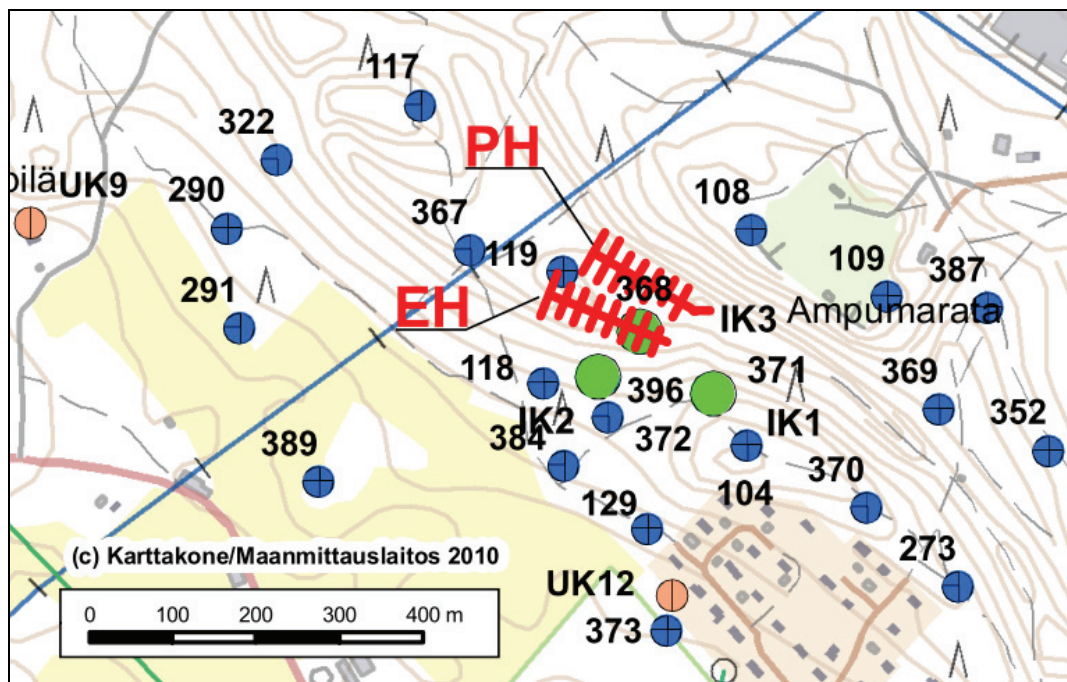 117
322
PH
pilä UK9
290
108
367
119
109
387
291
368
EH
IK3
Ampumarata
118
396
371
369
IK2
IK1
352
384
372
389
370
129
104
(c) Karttakone/Maanmittauslaitos 2010
273
UK12
0 100 200 300 400 m
373